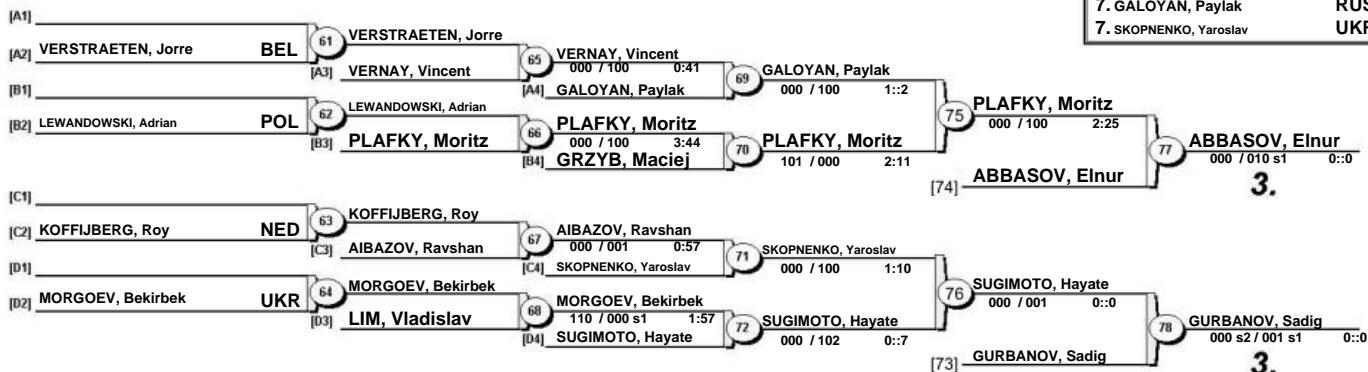 7. GALOYAN, Paylak RUS
7. SKOPNENKO, Yaroslav UKR
[A1]
[A2] VERSTRAETEN, Jorre BEL
61 VERSTRAETEN, Jorre
[A3] VERNAY, Vincent
65 VERNAY, Vincent
000 / 100 0:41
[A4] GALOYAN, Paylak
69 GALOYAN, Paylak
000 / 100 1::2
[B1]
[B2] LEWANDOWSKI, Adrian POL
62 LEWANDOWSKI, Adrian
[B3] PLAFKY, Moritz
66 PLAFKY, Moritz
000 / 100 3:44
[B4] GRZYB, Maciej
70 PLAFKY, Moritz
101 / 000 2:11
75 PLAFKY, Moritz
000 / 100 2:25
[74] ABBASOV, Elnur
77 ABBASOV, Elnur
000 / 010 s1 0::0
3.
[C1]
[C2] KOFFIJBERG, Roy NED
63 KOFFIJBERG, Roy
[C3] AIBAZOV, Ravshan
67 AIBAZOV, Ravshan
000 / 001 0:57
[C4] SKOPNENKO, Yaroslav
71 SKOPNENKO, Yaroslav
000 / 100 1:10
[D1]
[D2] MORGOEV, Bekirbek UKR
64 MORGOEV, Bekirbek
[D3] LIM, Vladislav
68 MORGOEV, Bekirbek
110 / 000 s1 1:57
[D4] SUGIMOTO, Hayate
72 SUGIMOTO, Hayate
000 / 102 0::7
76 SUGIMOTO, Hayate
000 / 001 0::0
[73] GURBANOV, Sadig
78 GURBANOV, Sadig
000 s2 / 001 s1 0::0
3.